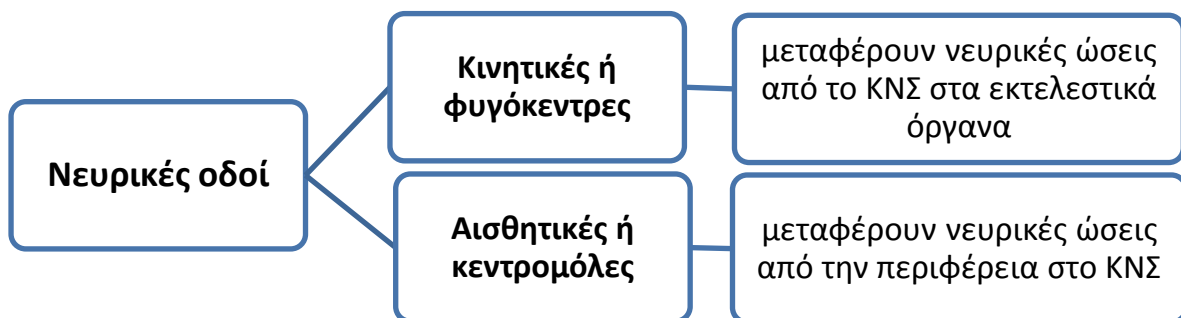 Νευρικές οδοί
Κινητικές ή
φυγόκεντρες
μεταφέρουν νευρικές ώσεις
από το ΚΝΣ στα εκτελεστικά
όργανα
Αισθητικές ή
κεντρομόλες
μεταφέρουν νευρικές ώσεις
από την περιφέρεια στο ΚΝΣ